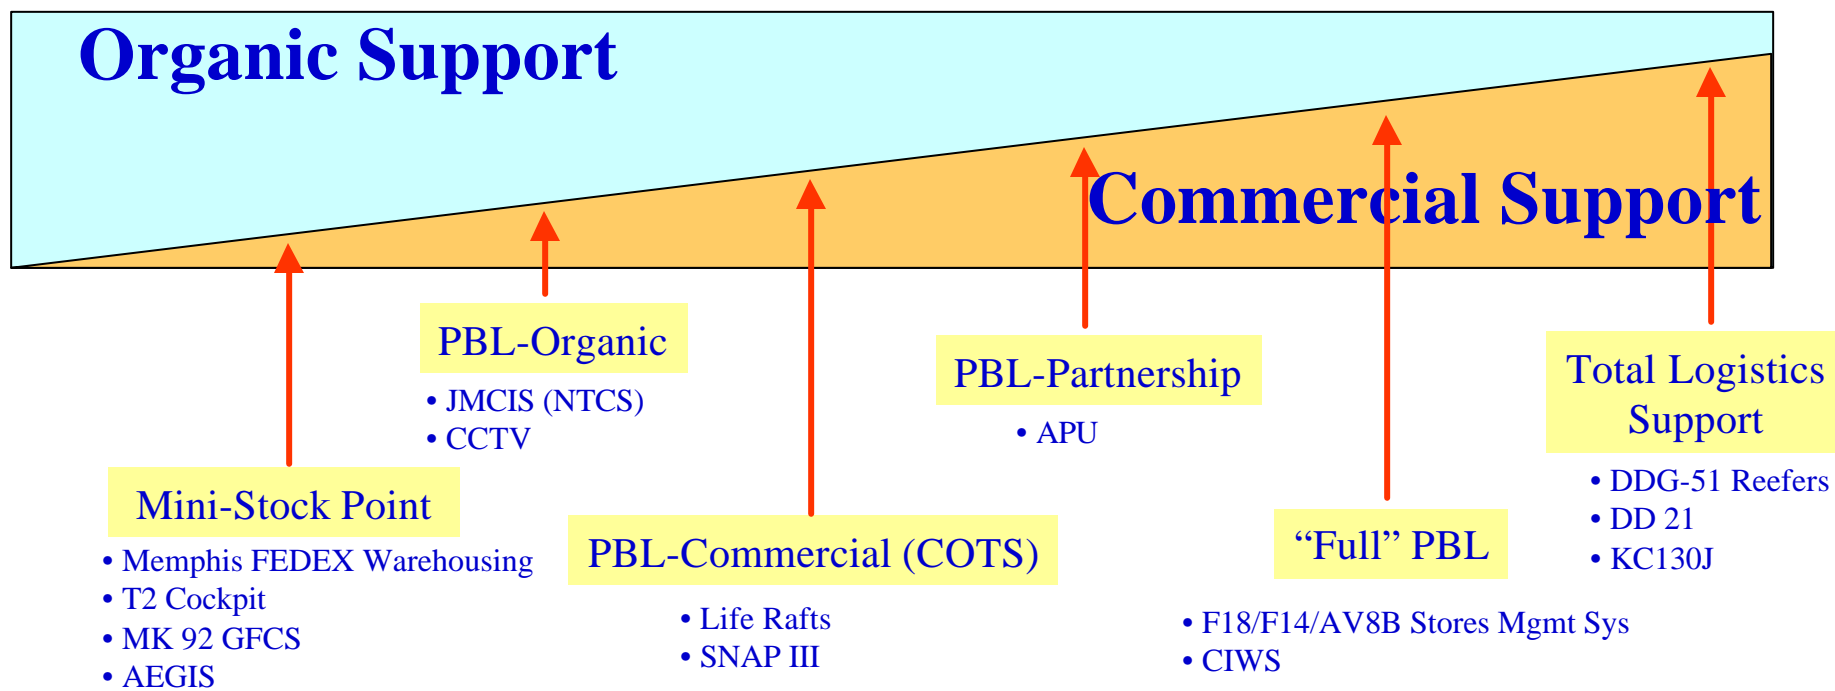 Organic Support
Commercial Support
Mini-Stock Point
• Memphis FEDEX Warehousing
• T2 Cockpit
• MK 92 GFCS
• AEGIS
PBL-Organic
• JMCIS (NTCS)
• CCTV
PBL-Commercial (COTS)
• Life Rafts
• SNAP III
PBL-Partnership
• APU
“Full” PBL
• F18/F14/AV8B Stores Mgmt Sys
• CIWS
Total Logistics
Support
• DDG-51 Reefers
• DD 21
• KC130J